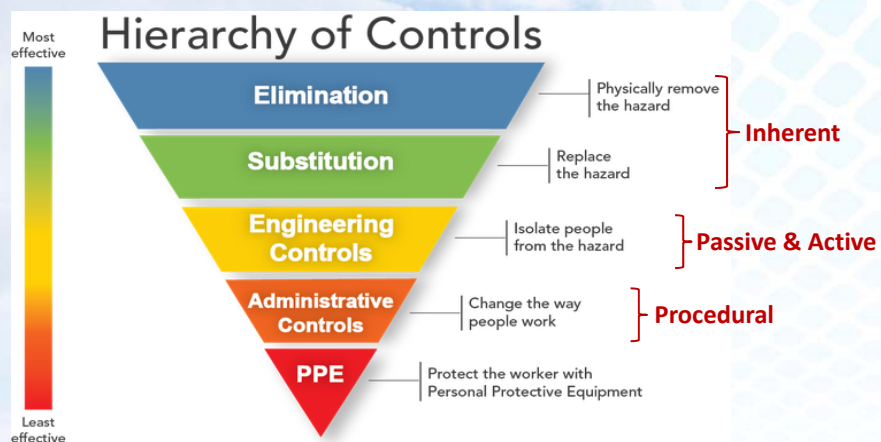 Hierarchy of Controls
Most
effective
Elimination
Physically remove
the hazard
Inherent
Substitution
Replace
the hazard
Engineering
Controls
Isolate people
from the hazard
Passive & Active
Administrative
Controls
Change the way
people work
Procedural
PPE
Protect the worker with
Personal Protective Equipment
Least
effective